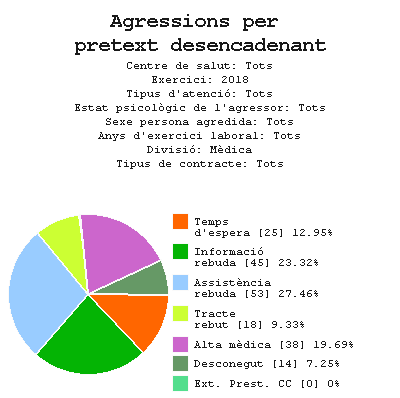 Agressions per
pretext desencadenant
Centre de salut: Tots
Exercici: 2018
Tipus d'atenció: Tots
Estat psicològic de l'agressor: Tots
Sexe persona agredida: Tots
Anys d'exercici laboral: Tots
Divisió: Mèdica
Tipus de contracte: Tots
Temps
d'espera [25] 12.95%
Informació
rebuda [45] 23.32%
Assistència
rebuda [53] 27.46%
Tracte
rebut [18] 9.33%
Alta mèdica [38] 19.69%
Desconegut [14] 7.25%
Ext. Prest. CC [0] 0%